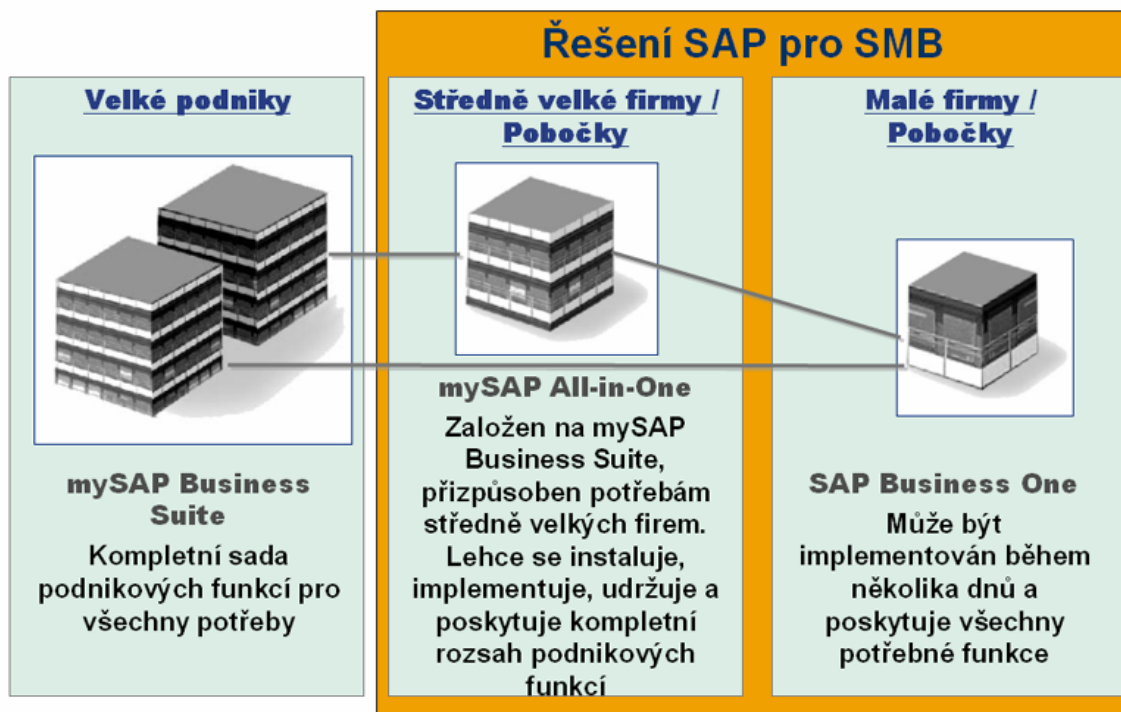 Řešení SAP pro SMB
Velké podniky
mySAP Business
Suite
Kompletní sada
podnikových funkcí pro
všechny potřeby
Středně velké firmy /
Pobočky
mySAP All-in-One
Založen na mySAP
Business Suite,
přizpůsoben potřebám
středně velkých firem.
Lehce se instaluje,
implementuje, udržuje a
poskytuje kompletní
rozsah podnikových
funkcí
Malé firmy /
Pobočky
SAP Business One
Může být
implementován během
několika dnů a
poskytuje všechny
potřebné funkce